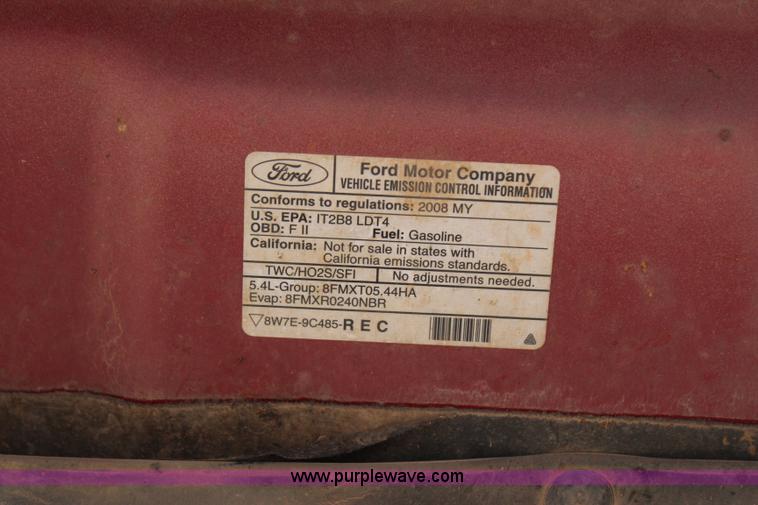 Ford
Ford Motor Company
VEHICLE EMISSION CONTROL INFORMATION
Conforms to regulations: 2008 MY
U.S. EPA: IT2B8 LDT4
OBD: F II Fuel: Gasoline
California: Not for sale in states with
California emissions standards.
TWC/HO2S/SFI No adjustments needed.
5.4L-Group: 8FMXT05.44HA
Evap: 8FMXR0240NBR
8W7E-9C485-R E C
www.purplewave.com